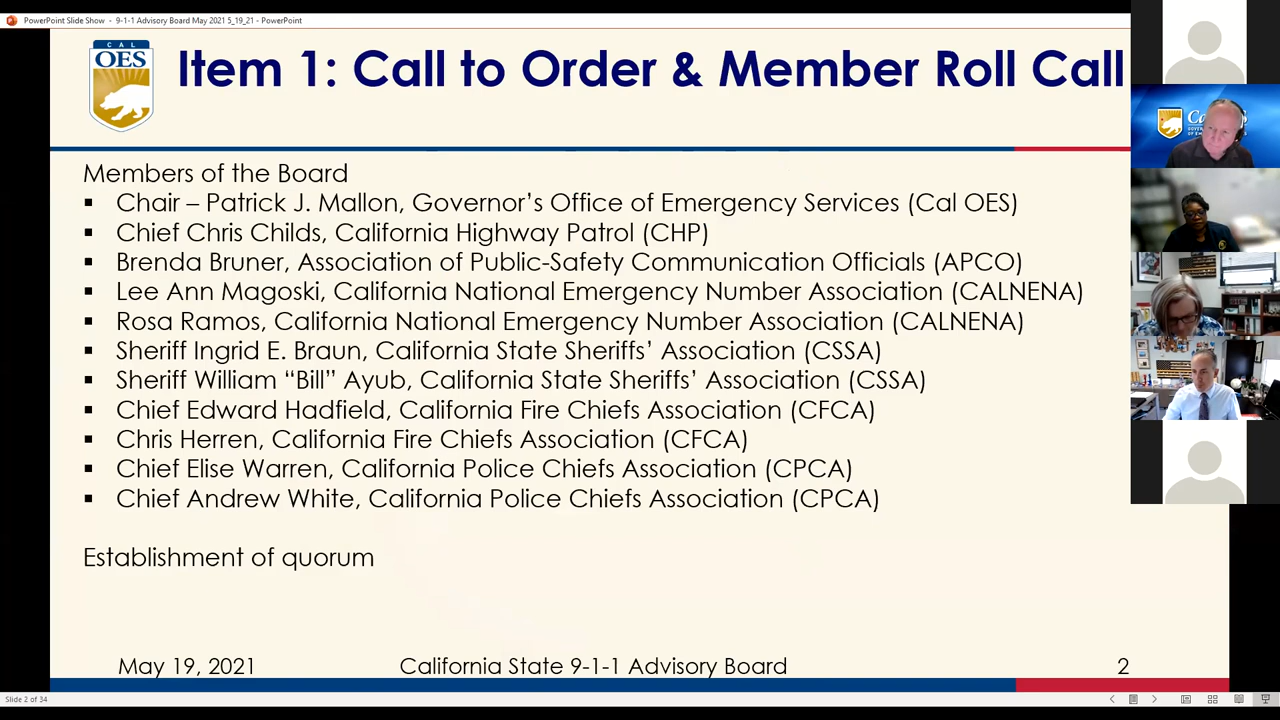 PowerPoint Slide Show - 9-1-1 Advisory Board May 2021 5_19_21 - PowerPoint
CAL
OES
Item 1: Call to Order & Member Roll Call
Members of the Board
▪ Chair – Patrick J. Mallon, Governor’s Office of Emergency Services (Cal OES)
▪ Chief Chris Childs, California Highway Patrol (CHP)
▪ Brenda Bruner, Association of Public-Safety Communication Officials (APCO)
▪ Lee Ann Magoski, California National Emergency Number Association (CALNENA)
▪ Rosa Ramos, California National Emergency Number Association (CALNENA)
▪ Sheriff Ingrid E. Braun, California State Sheriffs’ Association (CSSA)
▪ Sheriff William “Bill” Ayub, California State Sheriffs’ Association (CSSA)
▪ Chief Edward Hadfield, California Fire Chiefs Association (CFCA)
▪ Chris Herren, California Fire Chiefs Association (CFCA)
▪ Chief Elise Warren, California Police Chiefs Association (CPCA)
▪ Chief Andrew White, California Police Chiefs Association (CPCA)
Establishment of quorum
May 19, 2021 California State 9-1-1 Advisory Board 2
Slide 2 of 34